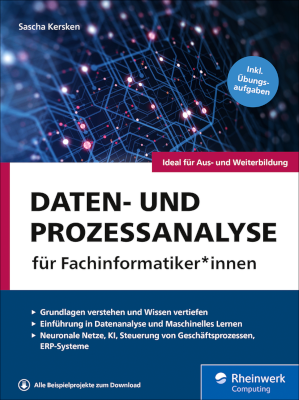 Sascha Kersken
Inkl.
Übungs-
aufgaben
Ideal für Aus- und Weiterbildung
DATEN- UND
PROZESSANALYSE
für Fachinformatiker*innen
Grundlagen verstehen und Wissen vertiefen
Einführung in Datenanalyse und Maschinelles Lernen
Neuronale Netze, KI, Steuerung von Geschäftsprozessen,
ERP-Systeme
Alle Beispielprojekte zum Download
Rheinwerk
Computing